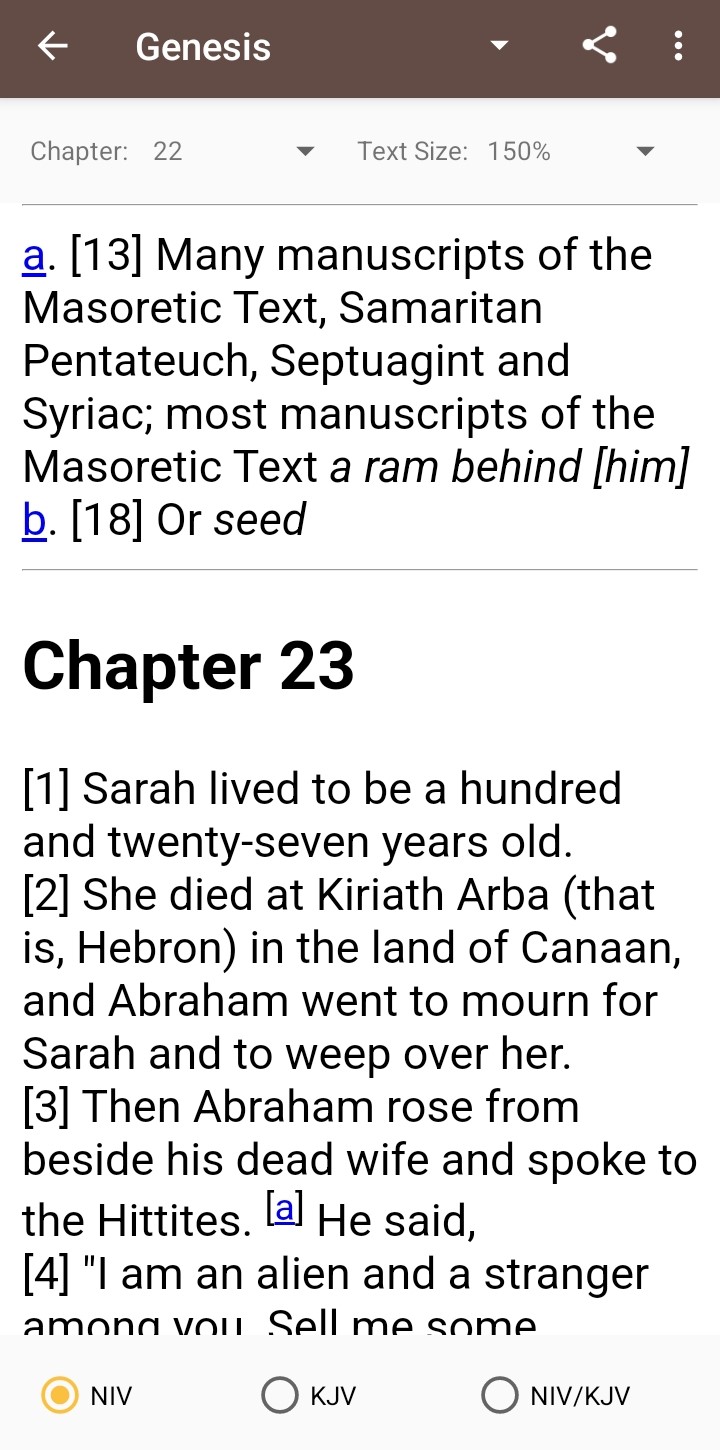 Genesis
Chapter: 22 Text Size: 150%
a. [13] Many manuscripts of the
Masoretic Text, Samaritan
Pentateuch, Septuagint and
Syriac; most manuscripts of the
Masoretic Text a ram behind [him]
b. [18] Or seed
Chapter 23
[1] Sarah lived to be a hundred
and twenty-seven years old.
[2] She died at Kiriath Arba (that
is, Hebron) in the land of Canaan,
and Abraham went to mourn for
Sarah and to weep over her.
[3] Then Abraham rose from
beside his dead wife and spoke to
the Hittites. [a] He said,
[4] "I am an alien and a stranger
among you. Sell me some
NIV KJV NIV/KJV